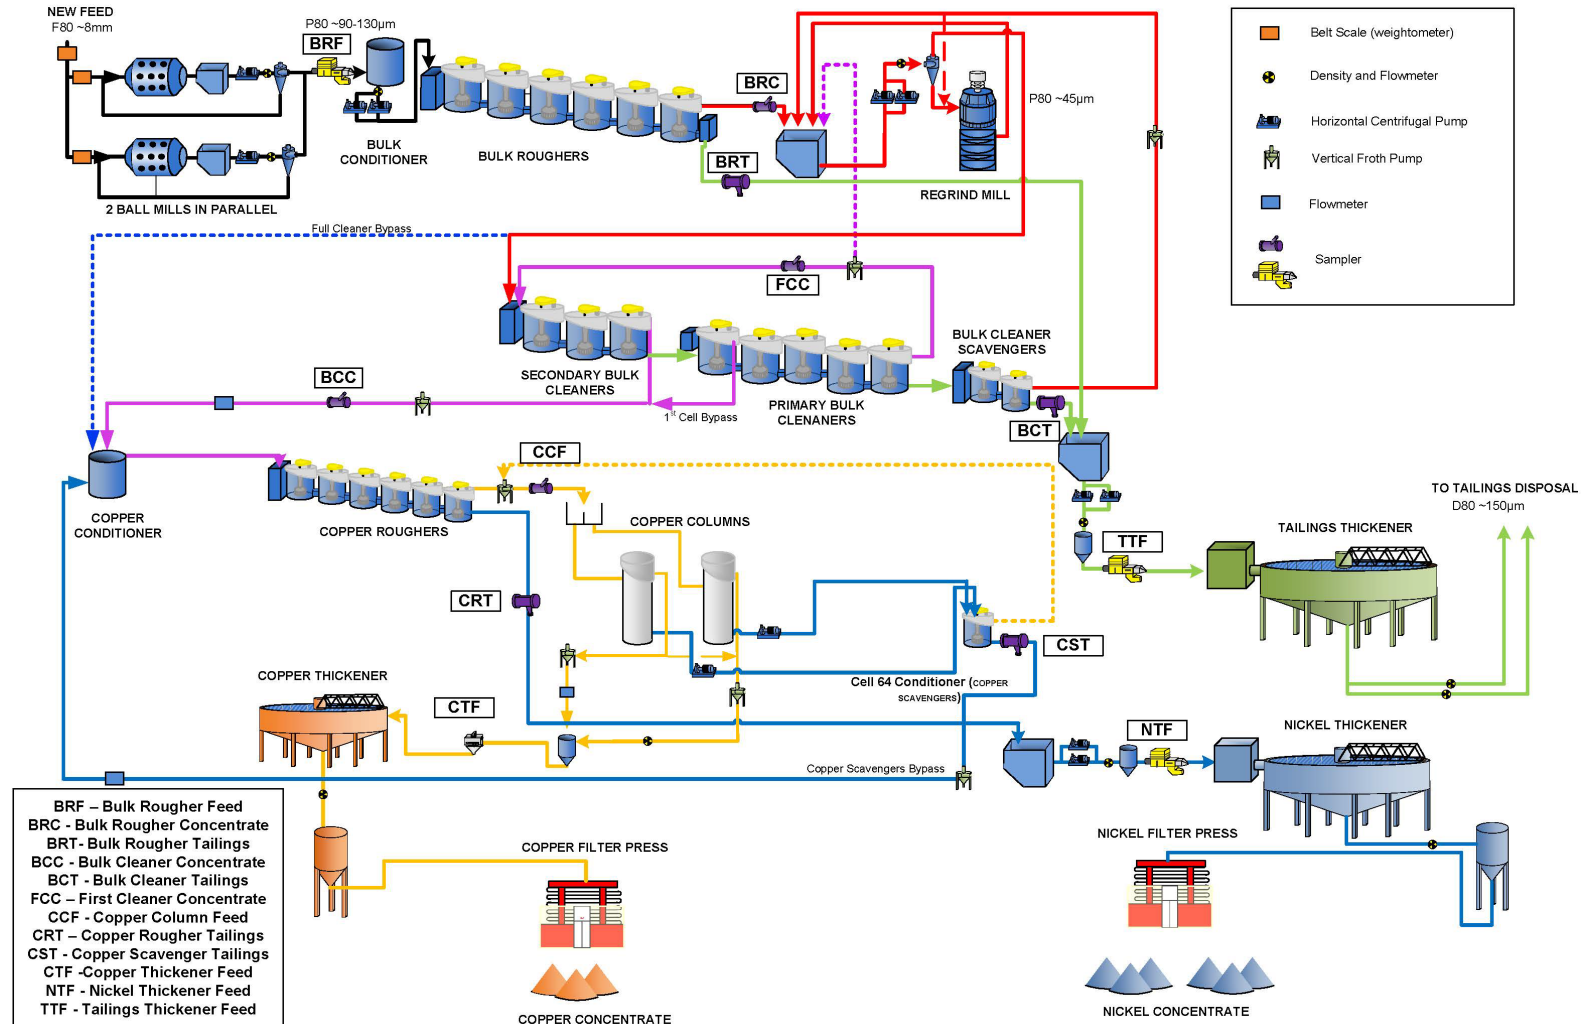 NEW FEED
F80 ~8mm
P80 ~90-130µm
BRF
BULK
CONDITIONER
2 BALL MILLS IN PARALLEL
BULK ROUGHERS
BRC
BRT
P80 ~45µm
REGRIND MILL
Belt Scale (weightometer)
Density and Flowmeter
Horizontal Centrifugal Pump
Vertical Froth Pump
Flowmeter
Sampler
Full Cleaner Bypass
FCC
SECONDARY BULK
CLEANERS
BULK CLEANER
SCAVENGERS
BCC
1st Cell Bypass
PRIMARY BULK
CLENANERS
BCT
COPPER
CONDITIONER
COPPER ROUGHERS
CCF
COPPER COLUMNS
CRT
CST
Cell 64 Conditioner (COPPER
SCAVENGERS)
TTF
TAILINGS THICKENER
TO TAILINGS DISPOSAL
D80 ~150µm
COPPER THICKENER
CTF
Copper Scavengers Bypass
NTF
NICKEL THICKENER
BRF – Bulk Rougher Feed
BRC - Bulk Rougher Concentrate
BRT- Bulk Rougher Tailings
BCC - Bulk Cleaner Concentrate
BCT - Bulk Cleaner Tailings
FCC – First Cleaner Concentrate
CCF - Copper Column Feed
CRT – Copper Rougher Tailings
CST - Copper Scavenger Tailings
CTF -Copper Thickener Feed
NTF - Nickel Thickener Feed
TTF - Tailings Thickener Feed
COPPER FILTER PRESS
COPPER CONCENTRATE
NICKEL FILTER PRESS
NICKEL CONCENTRATE